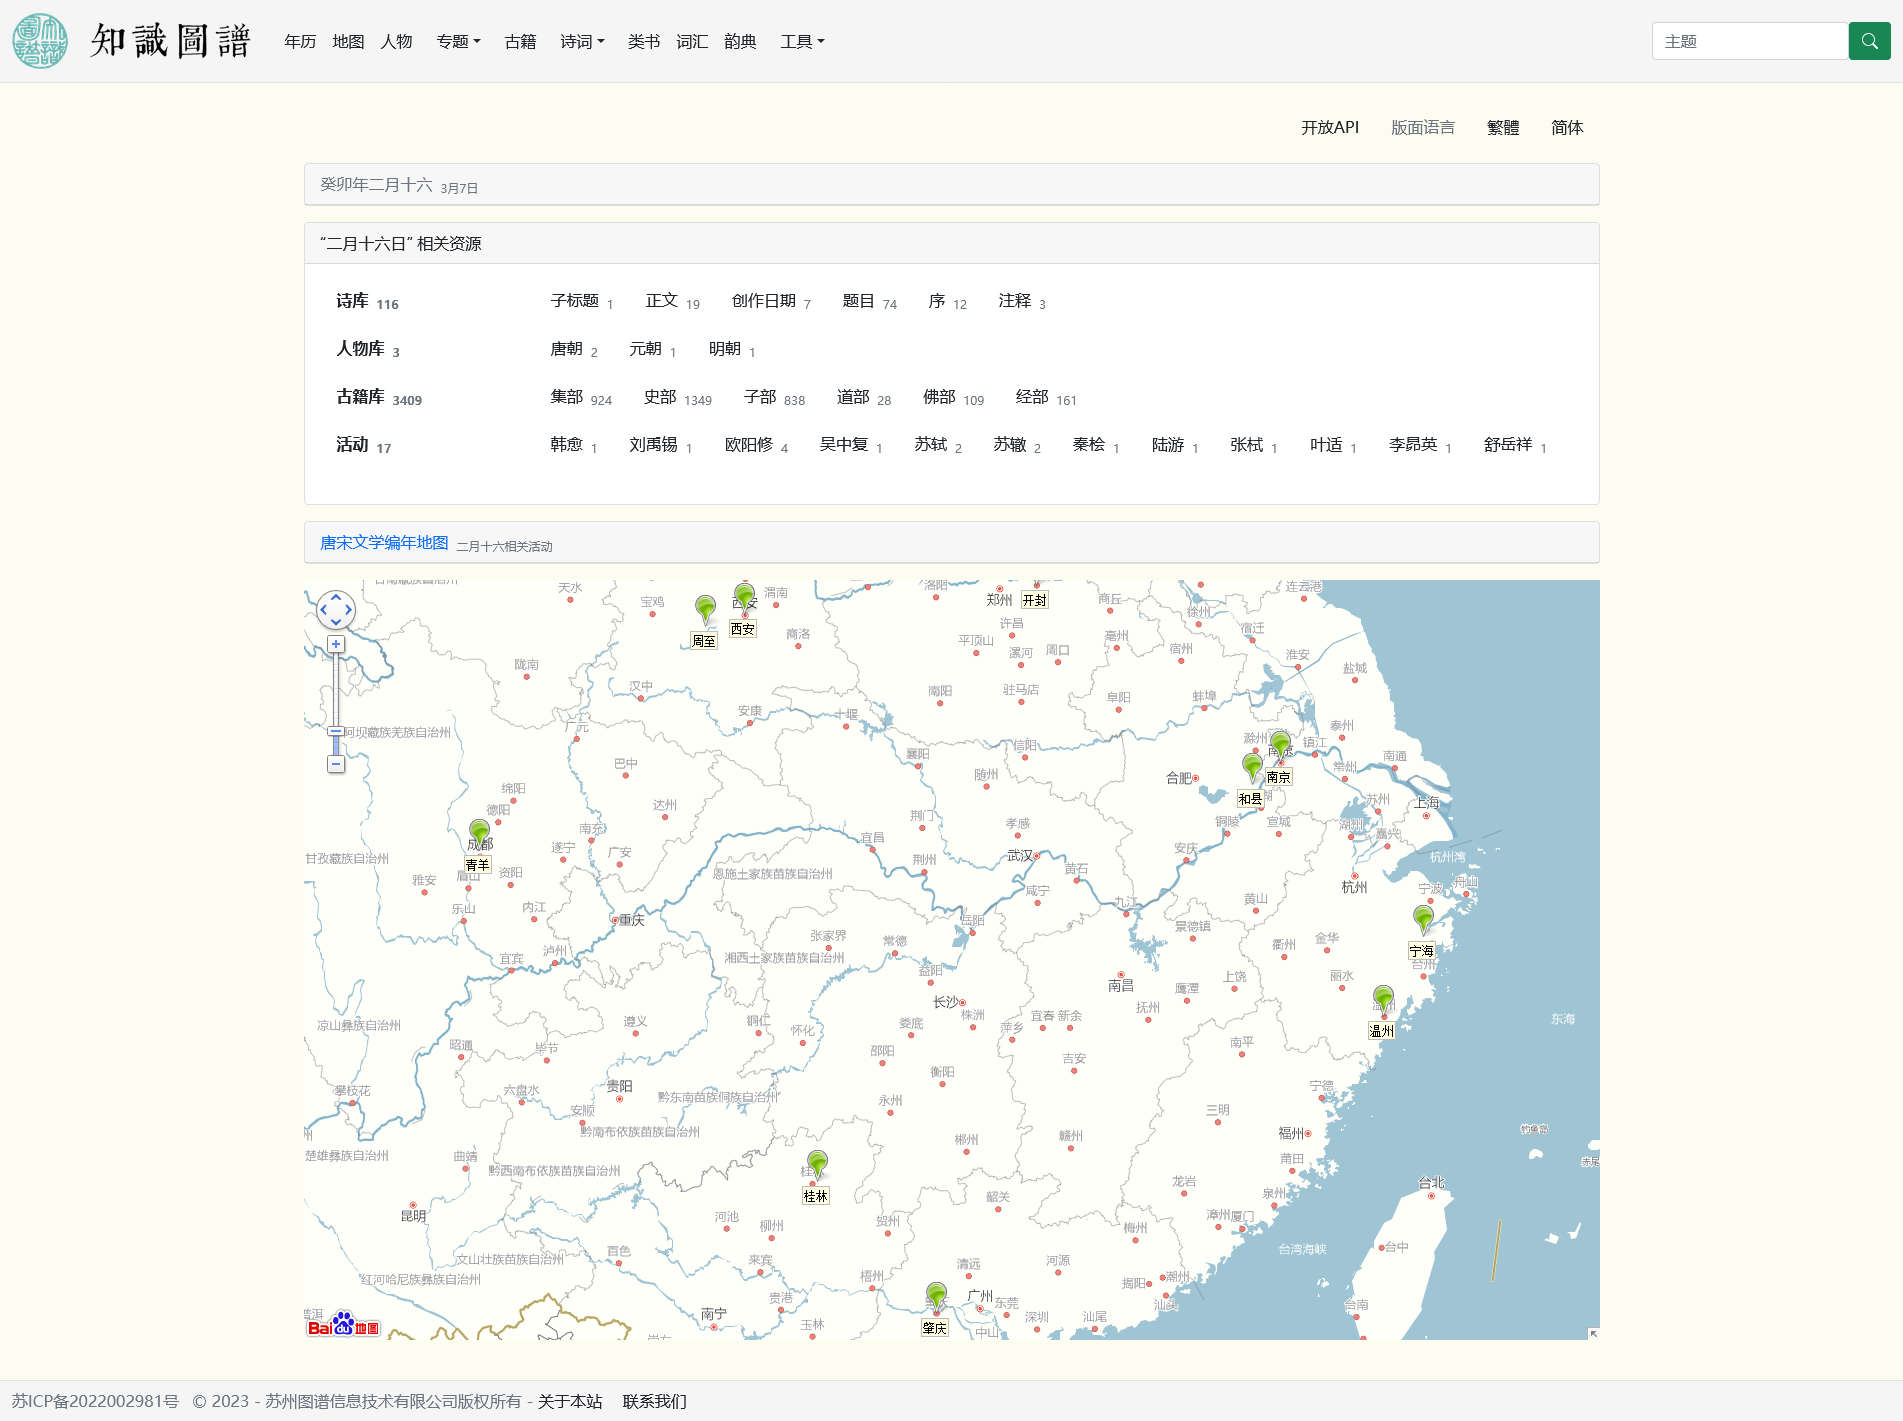 知識圖譜 年历 地图 人物 专题 古籍 诗词 类书 词汇 韵典 工具 主题
开放API 版面语言 繁體 简体
癸卯年二月十六 3月7日
“二月十六日” 相关资源
诗库 116 子标题 1 正文 19 创作日期 7 题目 74 序 12 注释 3
人物库 3 唐朝 2 元朝 1 明朝 1
古籍库 3409 集部 924 史部 1349 子部 838 道部 28 佛部 109 经部 161
活动 17 韩愈 1 刘禹锡 1 欧阳修 4 吴中复 1 苏轼 2 苏辙 2 秦桧 1 陆游 1 张栻 1 叶适 1 李昴英 1 舒岳祥 1
唐宋文学编年地图 二月十六相关活动
天水 宝鸡 西安 渭南 洛阳 郑州 开封 商丘 徐州 连云港
周至 西安 商洛 平顶山 许昌 漯河 周口 亳州 宿州 宿迁 淮安 盐城
陇南 汉中 安康 十堰 南阳 驻马店 阜阳 蚌埠 泰州
阿坝藏族羌族自治州 广元 巴中 襄阳 随州 信阳 合肥 滁州 南京 镇江 常州 南通
绵阳 德阳 达州 荆门 孝感 和县 南京 苏州 上海
成都 青羊 南充 遂宁 广安 宜昌 荆州 武汉 黄石 安庆 铜陵 宣城 湖州 嘉兴 杭州湾
甘孜藏族自治州 雅安 眉山 资阳 恩施土家族苗族自治州 咸宁 杭州 宁波 舟山
乐山 内江 重庆 张家界 常德 岳阳 九江 景德镇 黄山 衢州 金华 宁海 台州
宜宾 泸州 湘西土家族苗族自治州 益阳 长沙 南昌 鹰潭 上饶 丽水 温州
凉山彝族自治州 遵义 铜仁 怀化 娄底 株洲 萍乡 宜春 新余 抚州 温州 东海
昭通 毕节 邵阳 衡阳 吉安 南平
攀枝花 六盘水 贵阳 安顺 黔东南苗族侗族自治州 永州 三明 宁德
楚雄彝族自治州 曲靖 黔南布依族苗族自治州 郴州 赣州 福州 钓鱼岛 赤尾
黔西南布依族苗族自治州 桂林 桂林 韶关 龙岩 莆田 台北
昆明 河池 柳州 贺州 梅州 漳州 厦门 泉州
文山壮族苗族自治州 百色 来宾 清远 河源 台湾海峡 台中
红河哈尼族彝族自治州 贵港 梧州 广州 东莞 揭阳 潮州
普洱 南宁 玉林 肇庆 中山 深圳 汕尾 汕头 台南
Bai du 地图
苏ICP备2022002981号 © 2023 - 苏州图谱信息技术有限公司版权所有 - 关于本站 联系我们